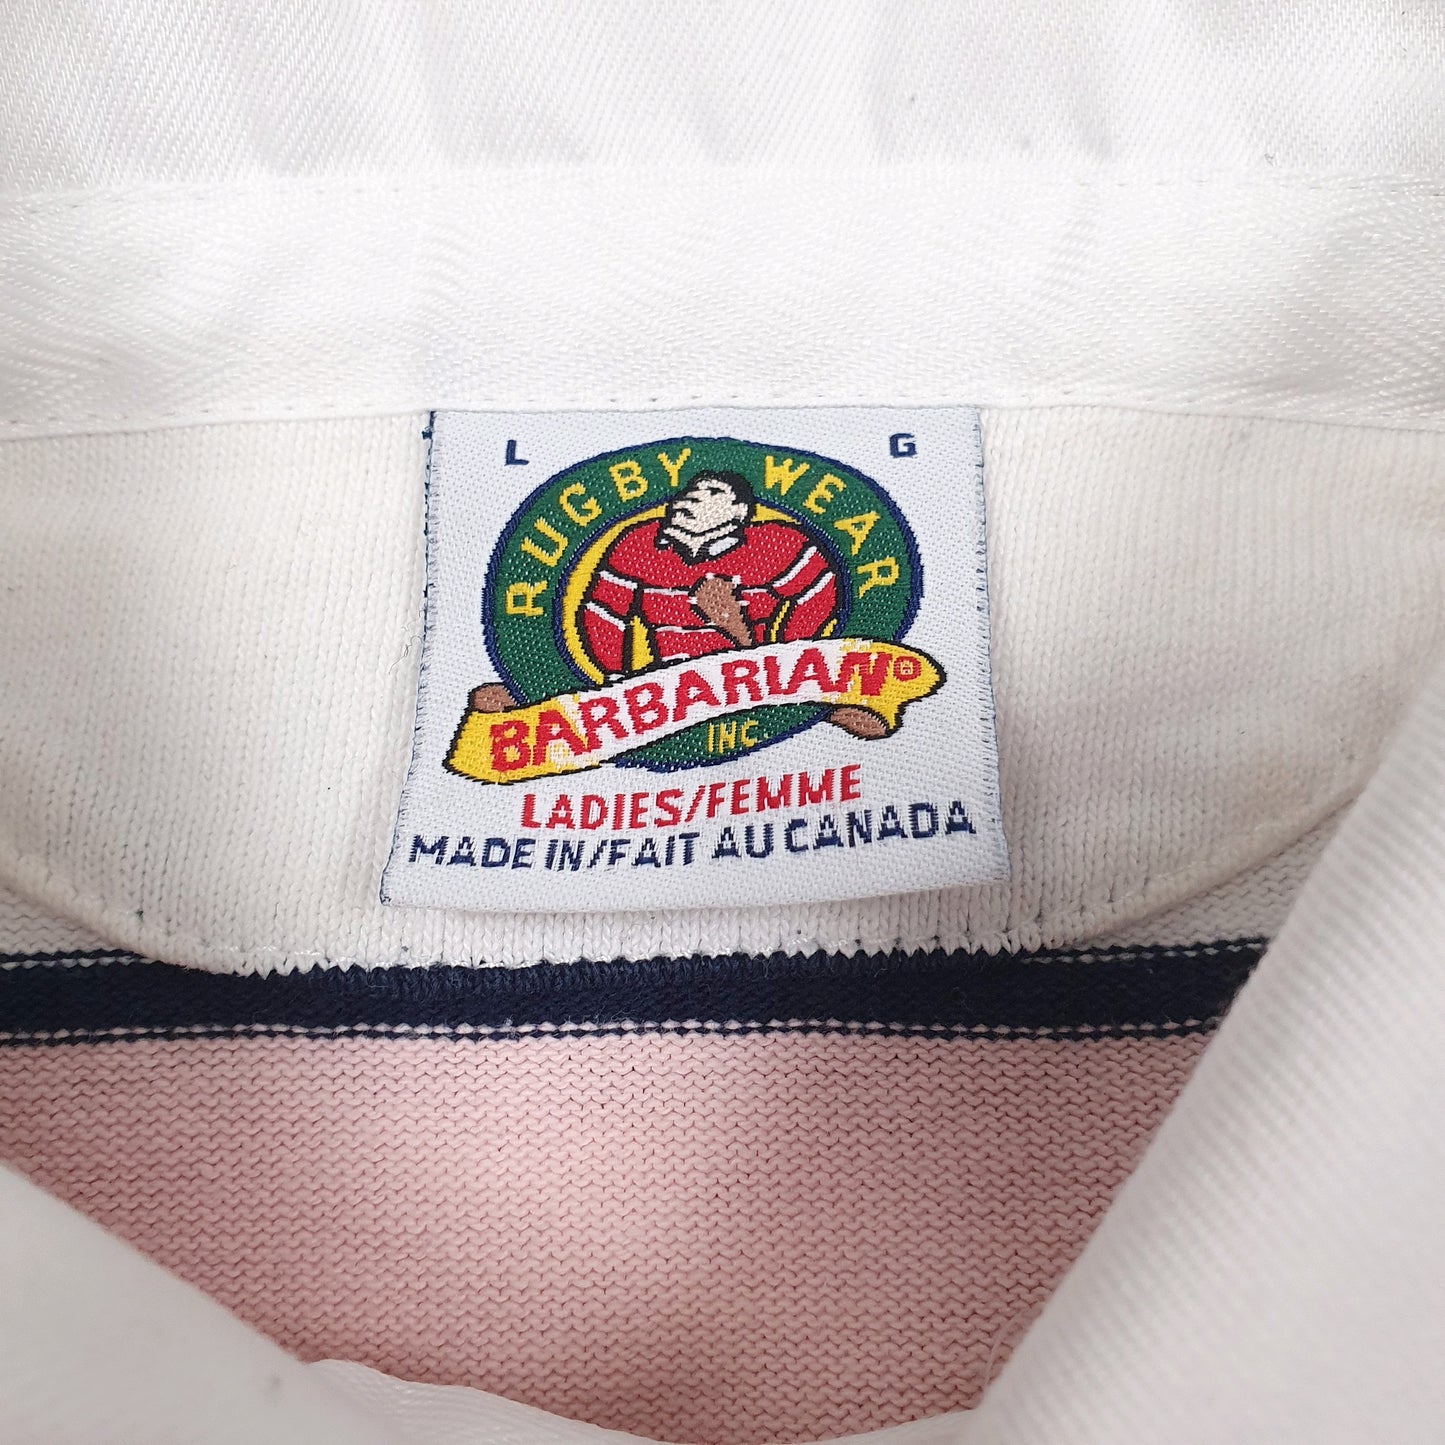 L G
RUGBY WEAR
BARBARIAN®
INC
LADIES/FEMME
MADE IN/FAIT AU CANADA